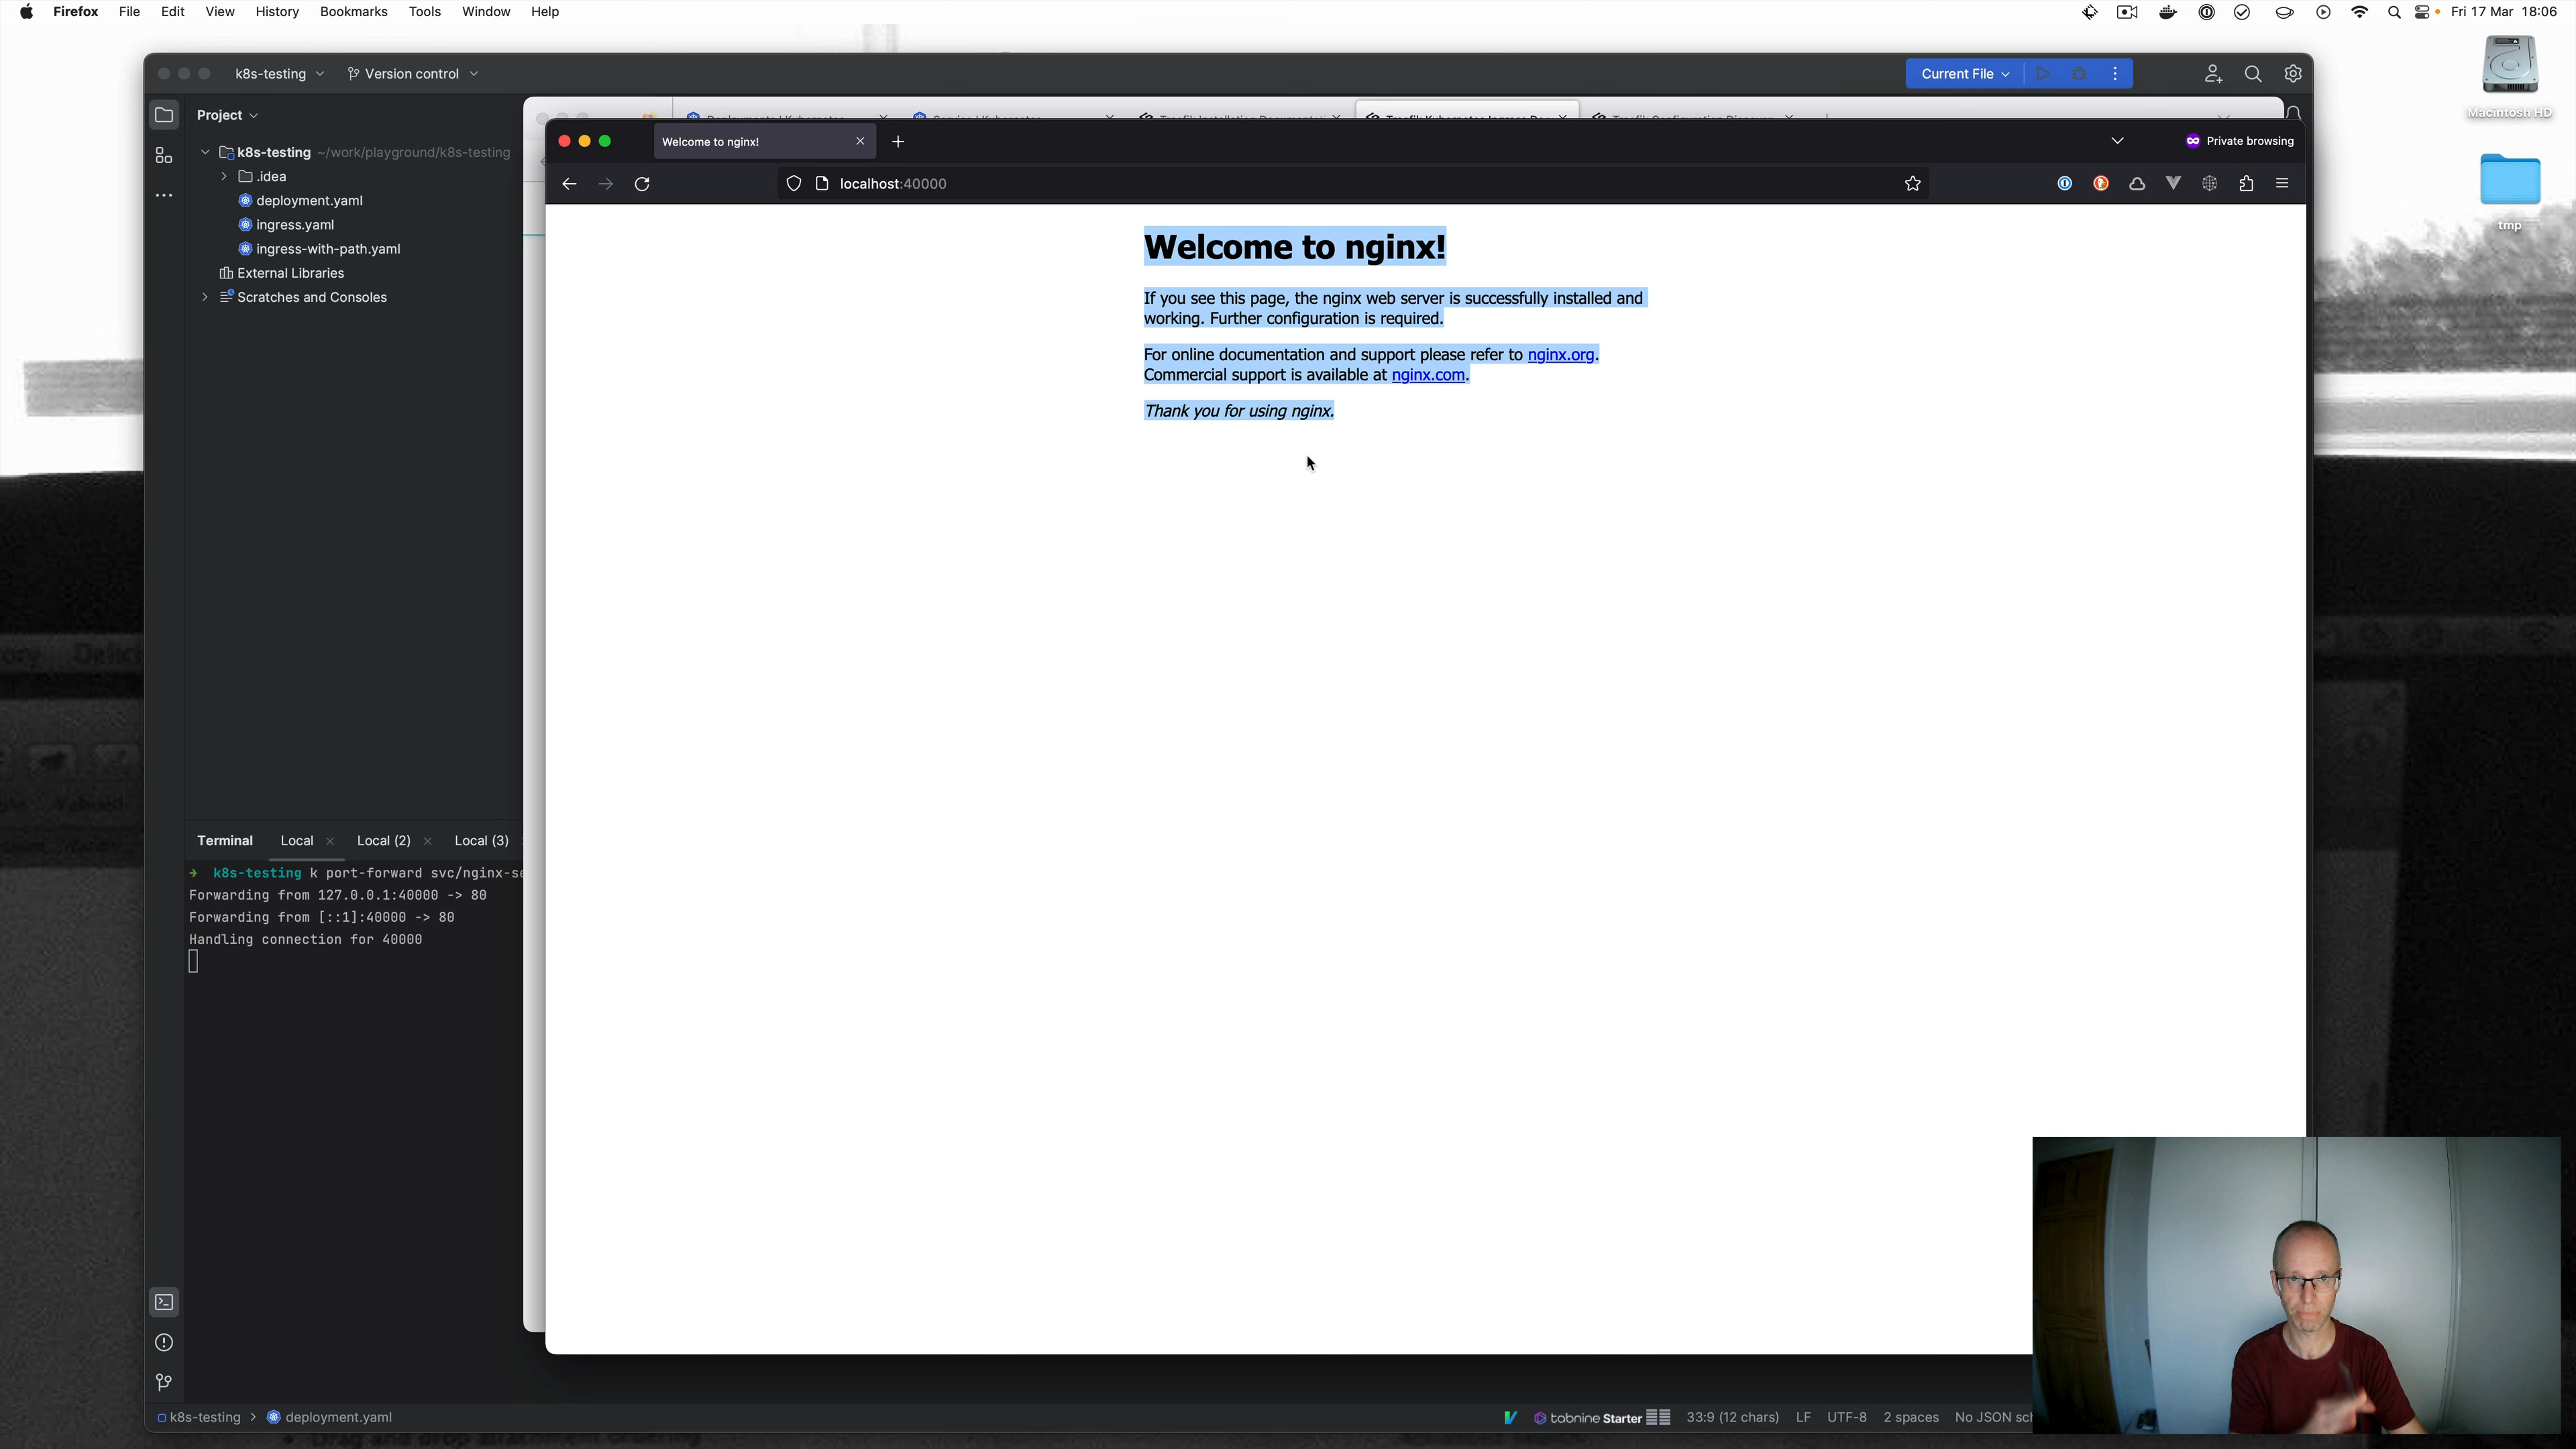 Firefox File Edit View History Bookmarks Tools Window Help
Fri 17 Mar 18:06
Macintosh HD
tmp
k8s-testing Version control
Current File
Project
k8s-testing ~/work/playground/k8s-testing
.idea
deployment.yaml
ingress.yaml
ingress-with-path.yaml
External Libraries
Scratches and Consoles
Welcome to nginx!
Private browsing
localhost:40000
Welcome to nginx!
If you see this page, the nginx web server is successfully installed and
working. Further configuration is required.
For online documentation and support please refer to nginx.org.
Commercial support is available at nginx.com.
Thank you for using nginx.
Terminal Local Local (2) Local (3)
k8s-testing k port-forward svc/nginx-se
Forwarding from 127.0.0.1:40000 -> 80
Forwarding from [::1]:40000 -> 80
Handling connection for 40000
k8s-testing > deployment.yaml
tabnine Starter 33:9 (12 chars) LF UTF-8 2 spaces No JSON sch